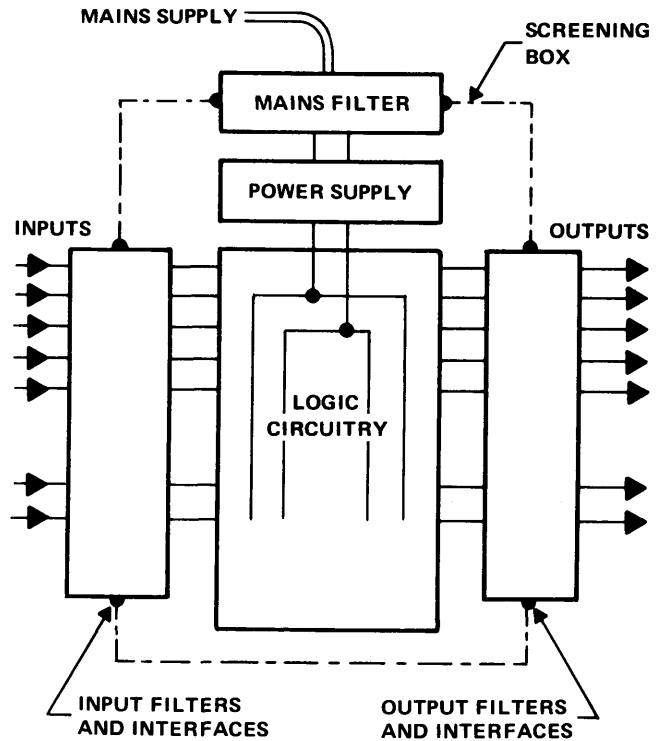 MAINS SUPPLY
SCREENING
BOX
MAINS FILTER
POWER SUPPLY
INPUTS
OUTPUTS
LOGIC
CIRCUITRY
INPUT FILTERS
AND INTERFACES
OUTPUT FILTERS
AND INTERFACES